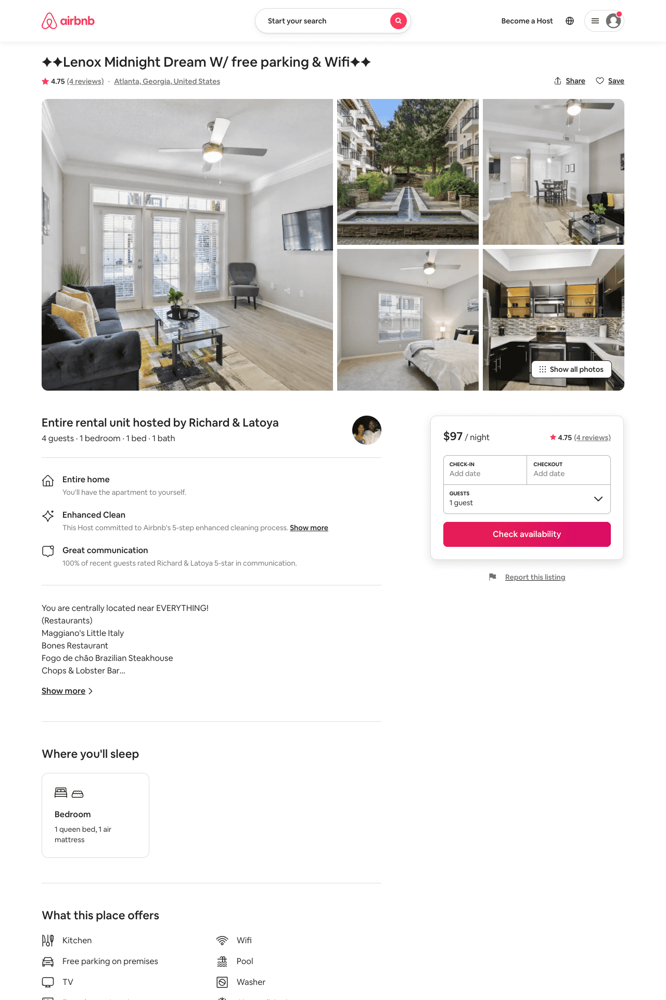 airbnb
Start your search
Become a Host
✦✦Lenox Midnight Dream W/ free parking & Wifi✦✦
4.75 (4 reviews) · Atlanta, Georgia, United States
Share
Save
Show all photos
Entire rental unit hosted by Richard & Latoya
4 guests · 1 bedroom · 1 bed · 1 bath
Entire home
You'll have the apartment to yourself.
Enhanced Clean
This Host committed to Airbnb's 5-step enhanced cleaning process. Show more
Great communication
100% of recent guests rated Richard & Latoya 5-star in communication.
$97 / night
4.75 (4 reviews)
CHECK-IN
Add date
CHECKOUT
Add date
GUESTS
1 guest
Check availability
Report this listing
You are centrally located near EVERYTHING!
(Restaurants)
Maggiano's Little Italy
Bones Restaurant
Fogo de chão Brazilian Steakhouse
Chops & Lobster Bar...
Show more
Where you'll sleep
Bedroom
1 queen bed, 1 air
mattress
What this place offers
Kitchen
Wifi
Free parking on premises
Pool
TV
Washer